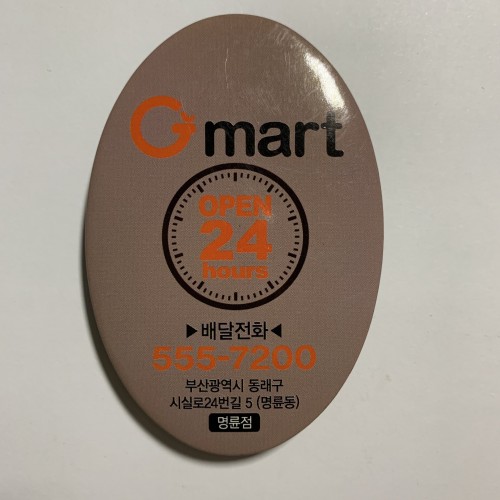 G mart
OPEN
24
hours
▶배달전화◀
555-7200
부산광역시 동래구
시실로24번길 5 (명륜동)
명륜점